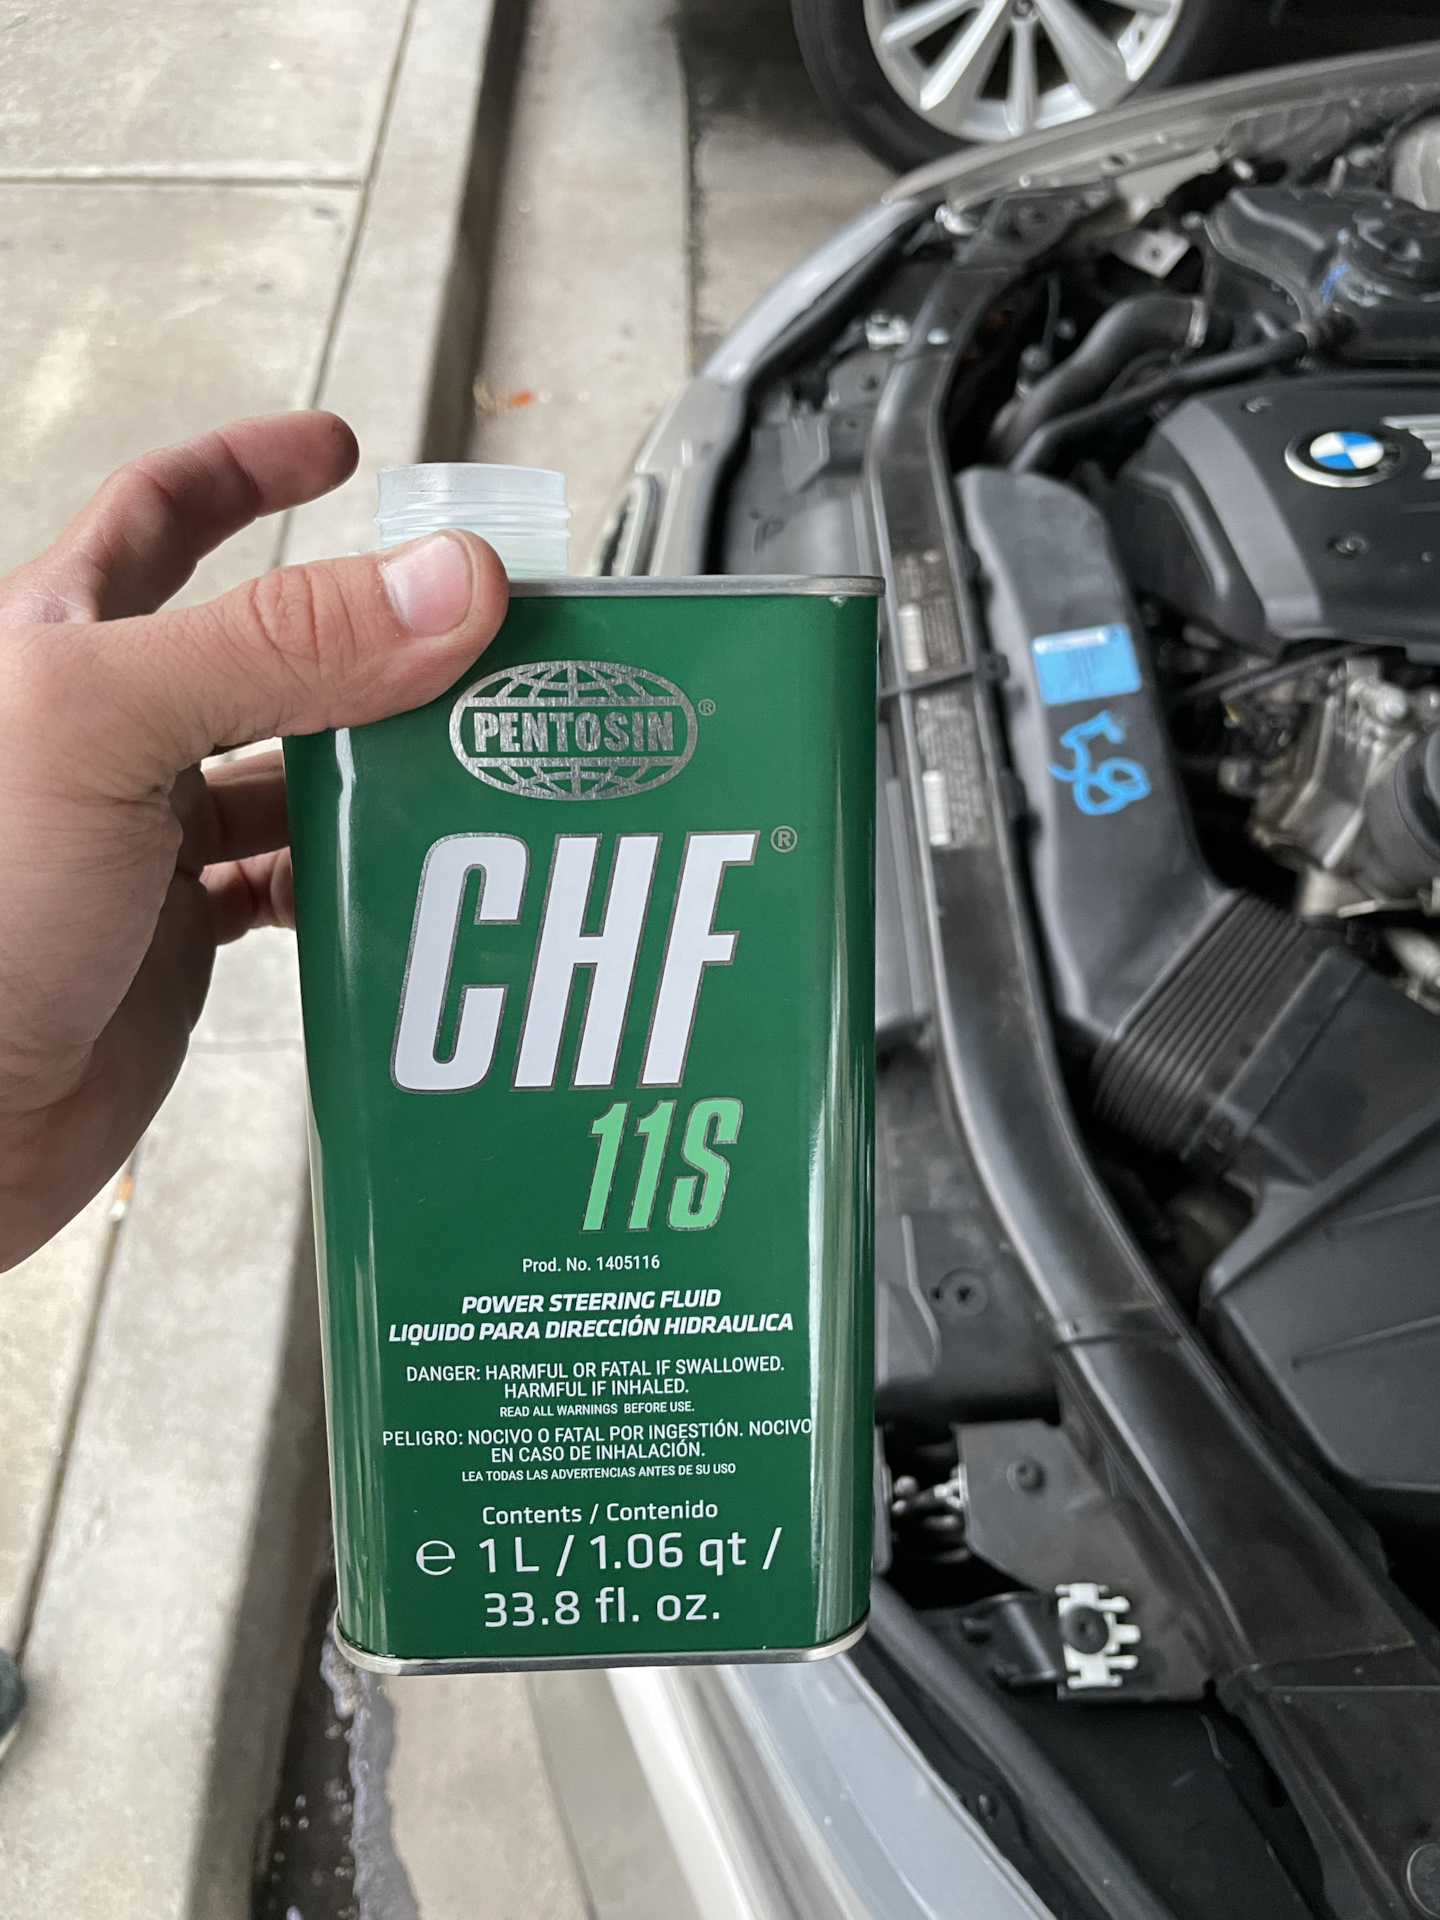 PENTOSIN®
CHF®
11S
Prod. No. 1405116
POWER STEERING FLUID
LIQUIDO PARA DIRECCIÓN HIDRAULICA
DANGER: HARMFUL OR FATAL IF SWALLOWED.
HARMFUL IF INHALED.
READ ALL WARNINGS BEFORE USE.
PELIGRO: NOCIVO O FATAL POR INGESTIÓN. NOCIVO
EN CASO DE INHALACIÓN.
LEA TODAS LAS ADVERTENCIAS ANTES DE SU USO
Contents / Contenido
℮ 1 L / 1.06 qt /
33.8 fl. oz.
BMW
58